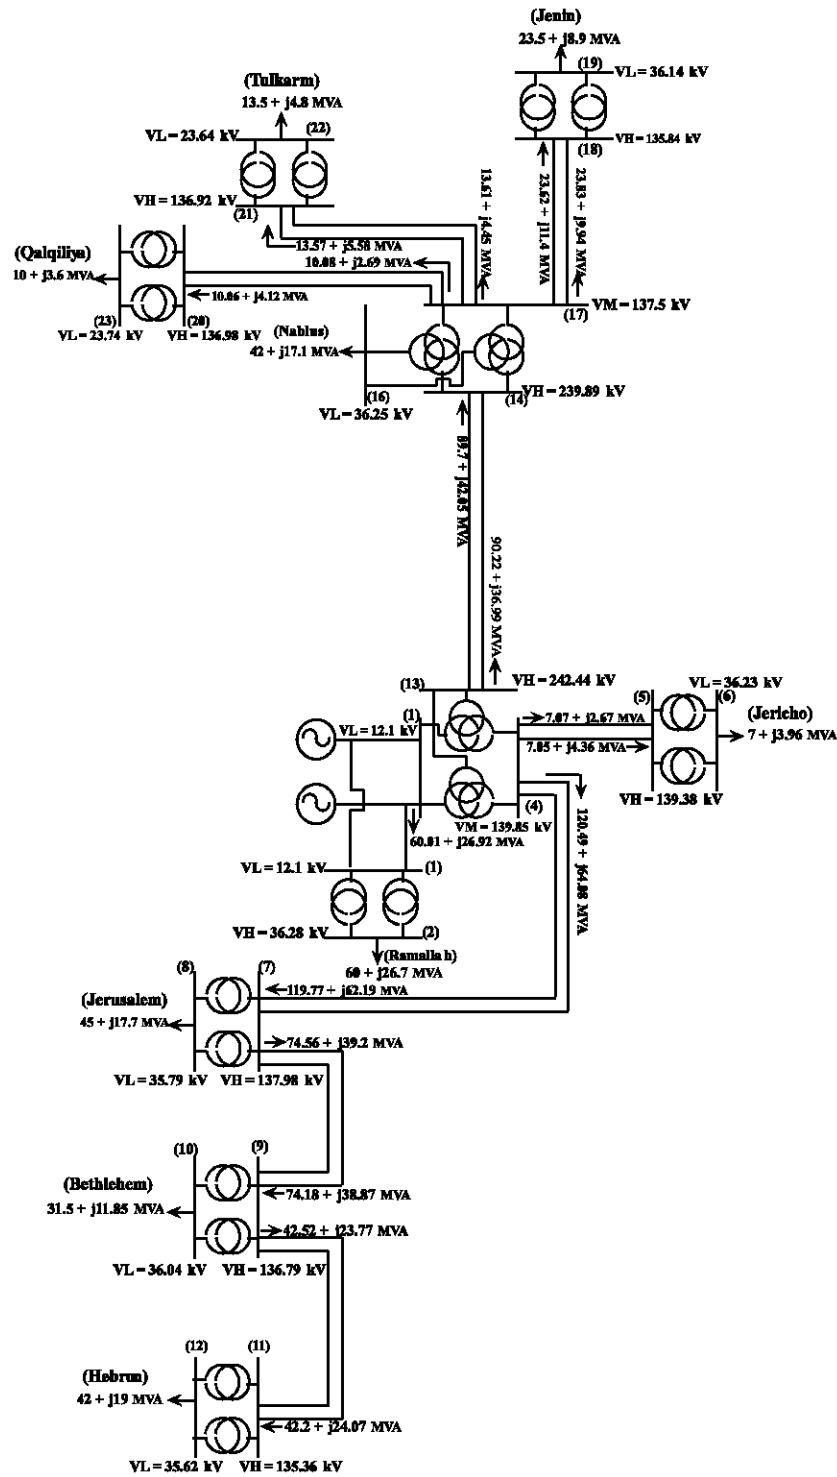 (Jenin)
23.5 + j8.9 MVA
(19)
VL = 36.14 kV
(Tulkarm)
13.5 + j4.8 MVA
VL = 23.64 kV
(22)
VH = 135.84 kV
(18)
VH = 136.92 kV
(21)
13.61 + j4.45 MVA
23.62 + j11.4 MVA
23.83 + j9.94 MVA
13.57 + j5.58 MVA
(Qalqiliya)
10.08 + j2.69 MVA
10 + j3.6 MVA
10.06 + j4.12 MVA
VM = 137.5 kV
(17)
(23)
(20)
VL = 23.74 kV
VH = 136.98 kV
(Nablus)
42 + j17.1 MVA
(16)
VH = 239.89 kV
(14)
VL = 36.25 kV
89.7 + j42.05 MVA
90.22 + j36.99 MVA
(13)
VH = 242.44 kV
VL = 36.23 kV
(5)
(6)
(1)
7.07 + j2.67 MVA
(Jericho)
VL = 12.1 kV
7.05 + j4.36 MVA
7 + j3.96 MVA
VH = 139.38 kV
(4)
VM = 139.85 kV
60.01 + j26.92 MVA
120.49 + j64.08 MVA
VL = 12.1 kV
(1)
VH = 36.28 kV
(2)
(Ramallah)
60 + j26.7 MVA
(8)
(7)
(Jerusalem)
119.77 + j62.19 MVA
45 + j17.7 MVA
74.56 + j39.2 MVA
VL = 35.79 kV
VH = 137.98 kV
(10)
(9)
(Bethlehem)
74.18 + j38.87 MVA
31.5 + j11.85 MVA
42.52 + j23.77 MVA
VL = 36.04 kV
VH = 136.79 kV
(12)
(11)
(Hebrun)
42 + j19 MVA
42.2 + j24.07 MVA
VL = 35.62 kV
VH = 135.36 kV